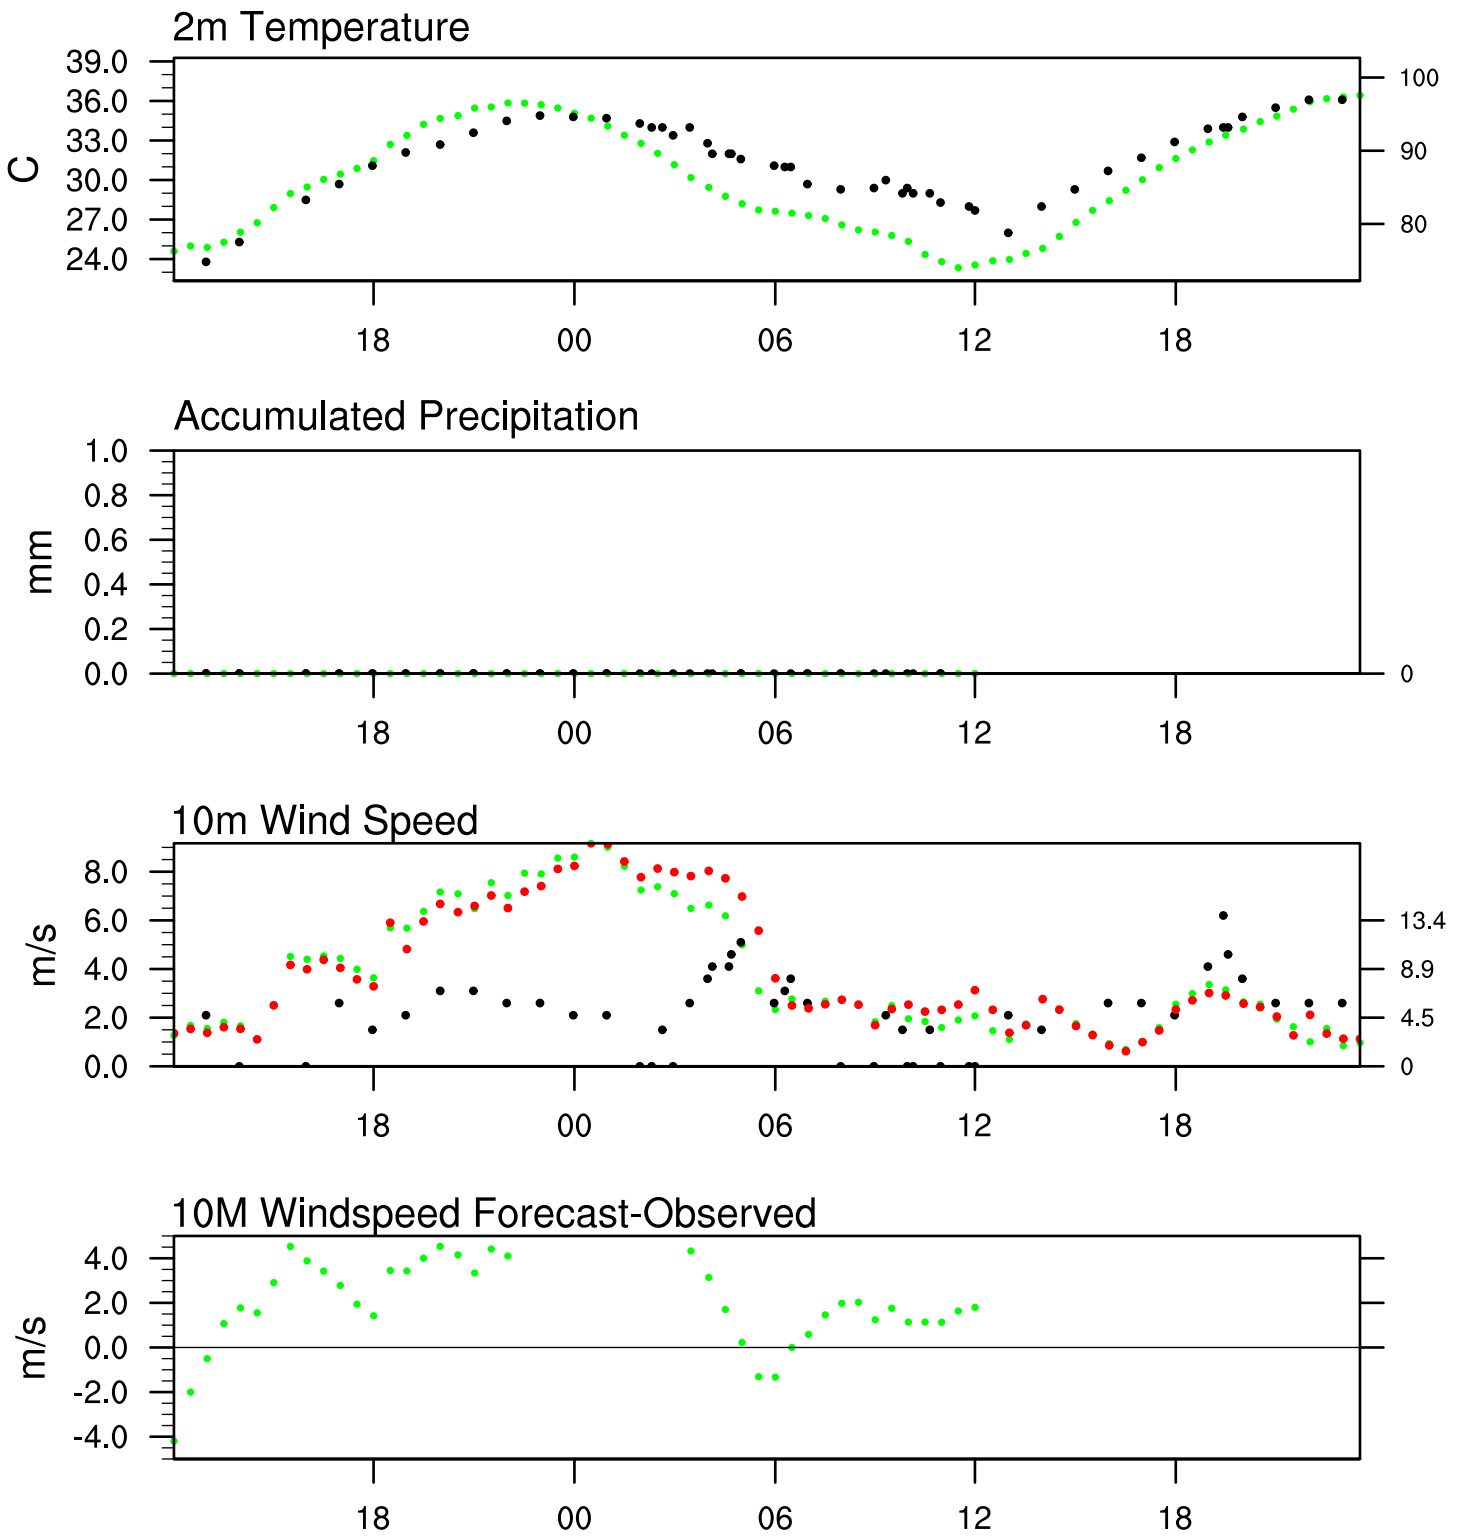 2m Temperature
39.0
36.0
33.0
30.0
27.0
24.0
C
100
90
80
18 00 06 12 18
Accumulated Precipitation
1.0
0.8
0.6
0.4
0.2
0.0
mm
0
18 00 06 12 18
10m Wind Speed
8.0
6.0
4.0
2.0
0.0
m/s
13.4
8.9
4.5
0
18 00 06 12 18
10M Windspeed Forecast-Observed
4.0
2.0
0.0
-2.0
-4.0
m/s
18 00 06 12 18